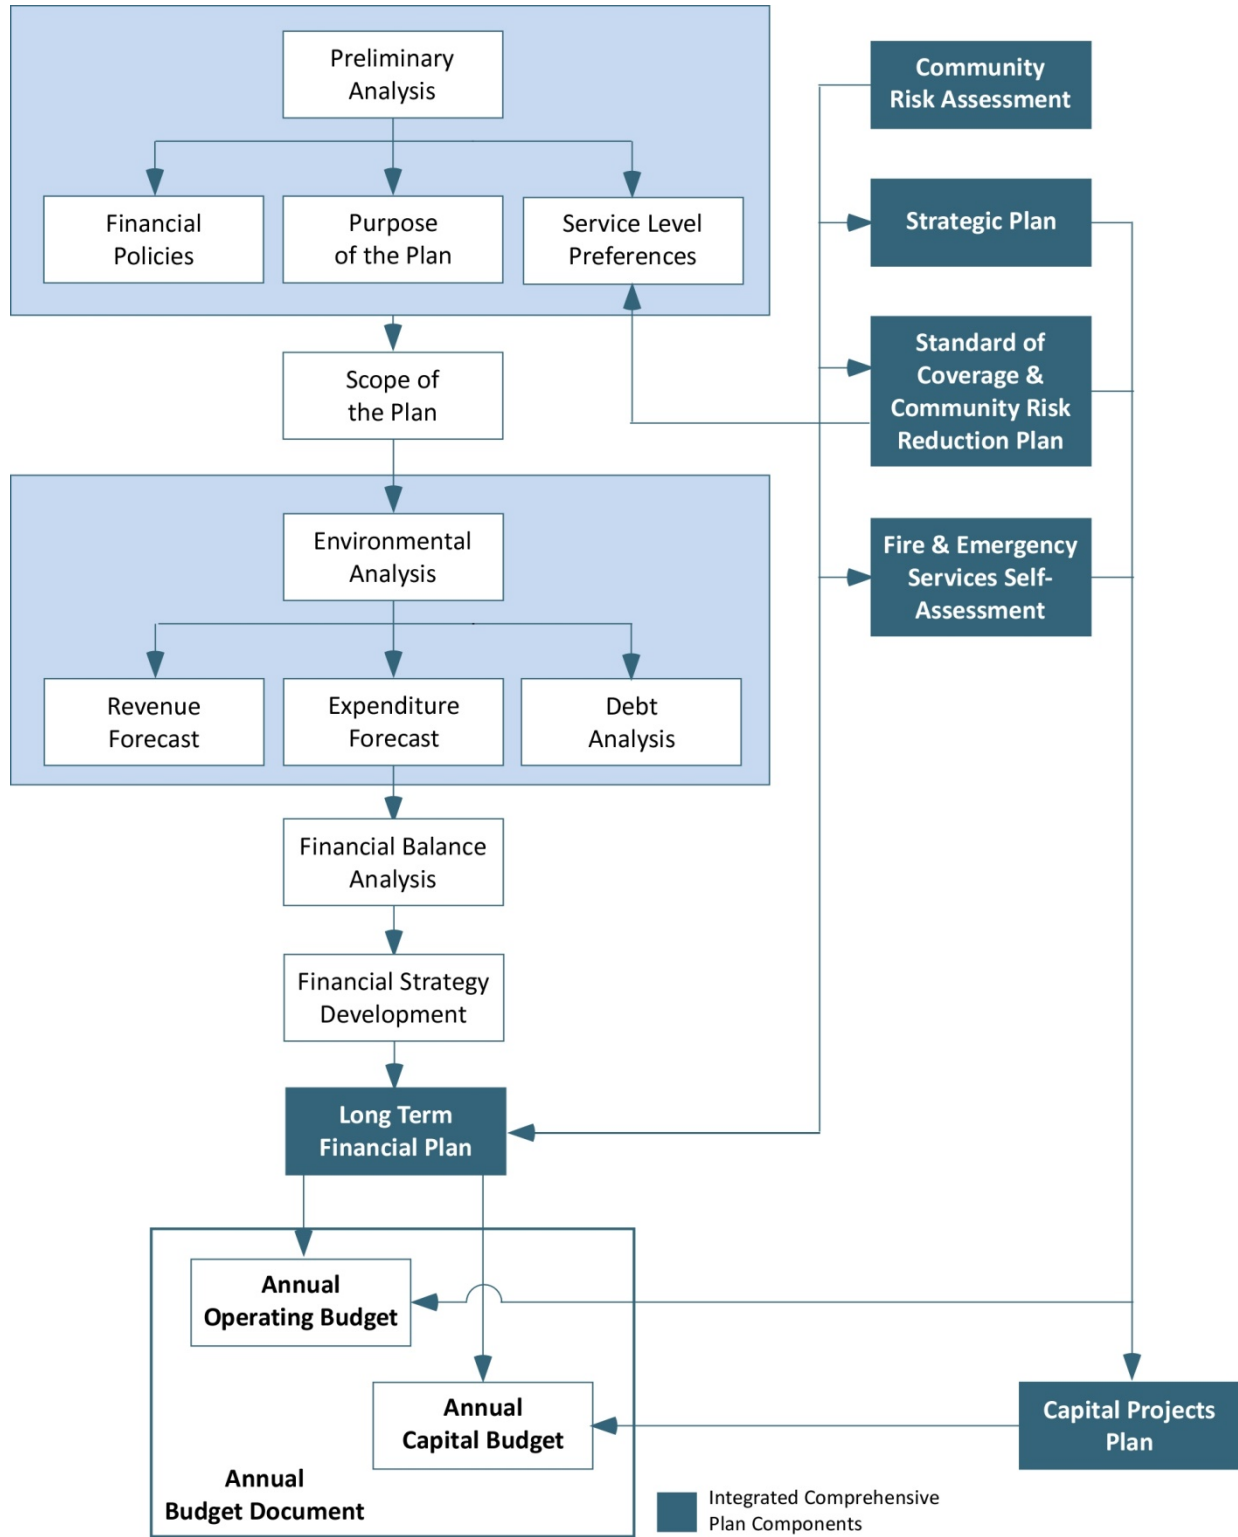 Preliminary
Analysis
Financial
Policies
Purpose
of the Plan
Service Level
Preferences
Scope of
the Plan
Environmental
Analysis
Revenue
Forecast
Expenditure
Forecast
Debt
Analysis
Financial Balance
Analysis
Financial Strategy
Development
Long Term
Financial Plan
Annual
Operating Budget
Annual
Capital Budget
Annual
Budget Document
Community
Risk Assessment
Strategic Plan
Standard of
Coverage &
Community Risk
Reduction Plan
Fire & Emergency
Services Self-
Assessment
Capital Projects
Plan
Integrated Comprehensive
Plan Components